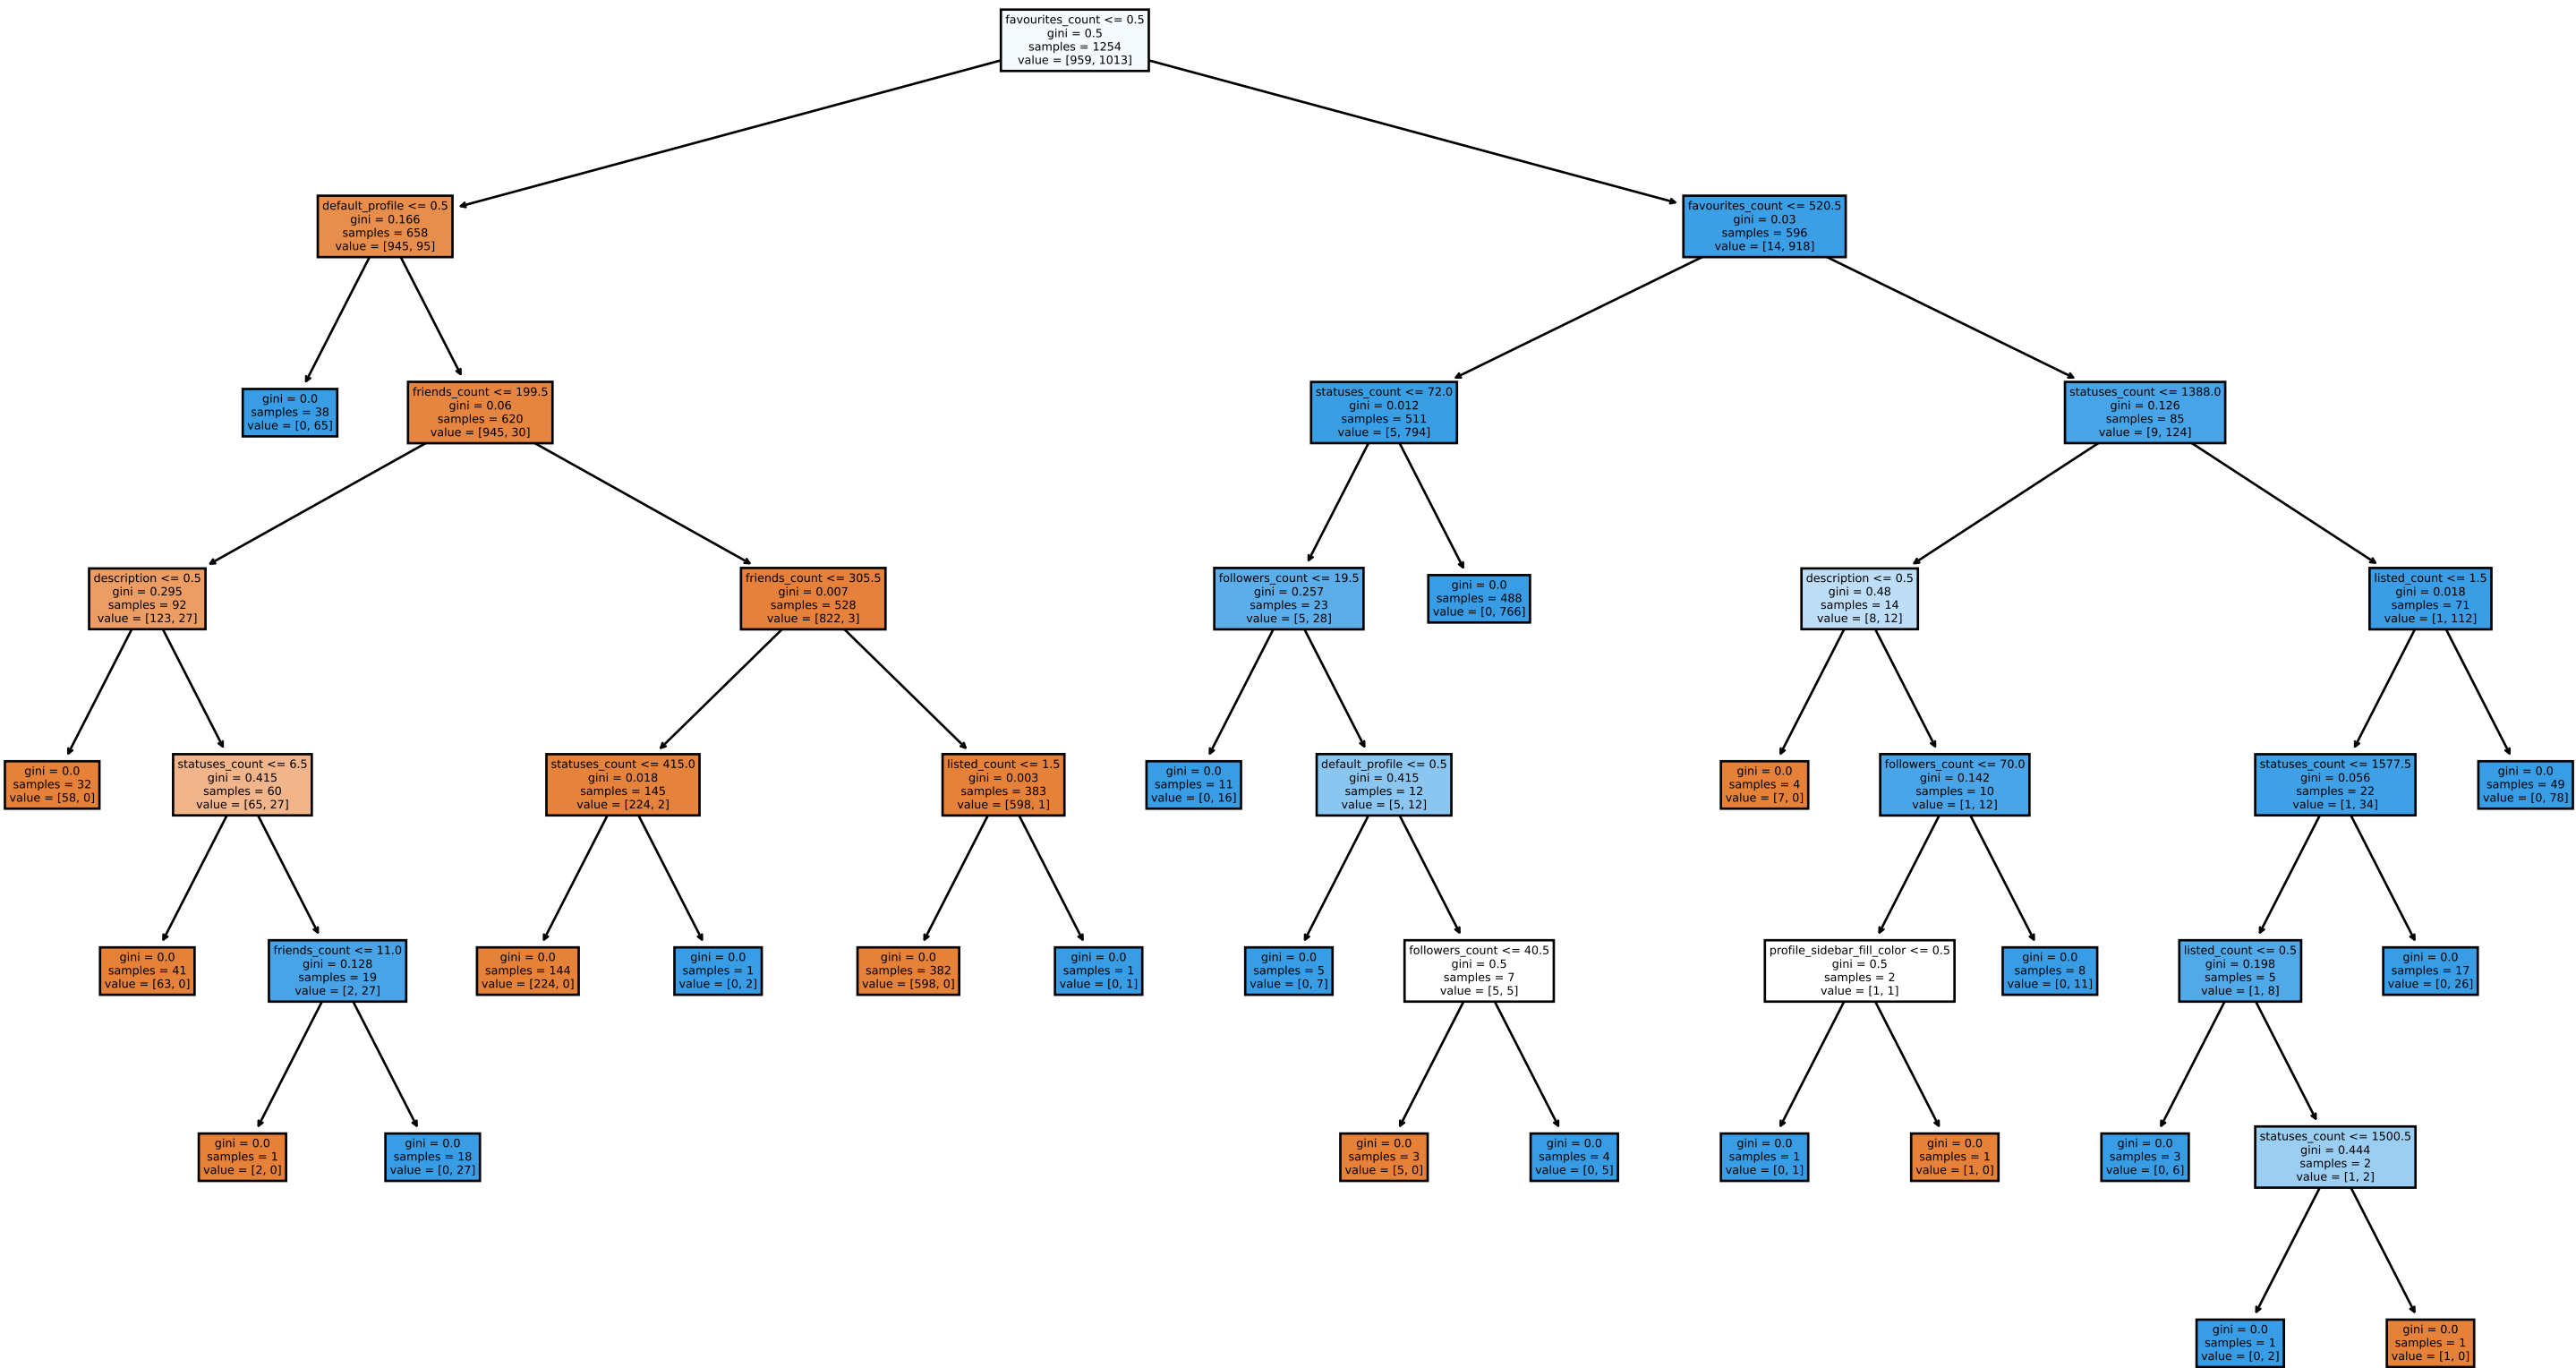 favourites_count <= 0.5
gini = 0.5
samples = 1254
value = [959, 1013]
default_profile <= 0.5
gini = 0.166
samples = 658
value = [945, 95]
favourites_count <= 520.5
gini = 0.03
samples = 596
value = [14, 918]
gini = 0.0
samples = 38
value = [0, 65]
friends_count <= 199.5
gini = 0.06
samples = 620
value = [945, 30]
statuses_count <= 72.0
gini = 0.012
samples = 511
value = [5, 794]
statuses_count <= 1388.0
gini = 0.126
samples = 85
value = [9, 124]
description <= 0.5
gini = 0.295
samples = 92
value = [123, 27]
friends_count <= 305.5
gini = 0.007
samples = 528
value = [822, 3]
followers_count <= 19.5
gini = 0.257
samples = 23
value = [5, 28]
gini = 0.0
samples = 488
value = [0, 766]
description <= 0.5
gini = 0.48
samples = 14
value = [8, 12]
listed_count <= 1.5
gini = 0.018
samples = 71
value = [1, 112]
gini = 0.0
samples = 32
value = [58, 0]
statuses_count <= 6.5
gini = 0.415
samples = 60
value = [65, 27]
statuses_count <= 415.0
gini = 0.018
samples = 145
value = [224, 2]
listed_count <= 1.5
gini = 0.003
samples = 383
value = [598, 1]
gini = 0.0
samples = 11
value = [0, 16]
default_profile <= 0.5
gini = 0.415
samples = 12
value = [5, 12]
gini = 0.0
samples = 4
value = [7, 0]
followers_count <= 70.0
gini = 0.142
samples = 10
value = [1, 12]
statuses_count <= 1577.5
gini = 0.056
samples = 22
value = [1, 34]
gini = 0.0
samples = 49
value = [0, 78]
gini = 0.0
samples = 41
value = [63, 0]
friends_count <= 11.0
gini = 0.128
samples = 19
value = [2, 27]
gini = 0.0
samples = 144
value = [224, 0]
gini = 0.0
samples = 1
value = [0, 2]
gini = 0.0
samples = 382
value = [598, 0]
gini = 0.0
samples = 1
value = [0, 1]
gini = 0.0
samples = 5
value = [0, 7]
followers_count <= 40.5
gini = 0.5
samples = 7
value = [5, 5]
profile_sidebar_fill_color <= 0.5
gini = 0.5
samples = 2
value = [1, 1]
gini = 0.0
samples = 8
value = [0, 11]
listed_count <= 0.5
gini = 0.198
samples = 5
value = [1, 8]
gini = 0.0
samples = 17
value = [0, 26]
gini = 0.0
samples = 1
value = [2, 0]
gini = 0.0
samples = 18
value = [0, 27]
gini = 0.0
samples = 3
value = [5, 0]
gini = 0.0
samples = 4
value = [0, 5]
gini = 0.0
samples = 1
value = [0, 1]
gini = 0.0
samples = 1
value = [1, 0]
gini = 0.0
samples = 3
value = [0, 6]
statuses_count <= 1500.5
gini = 0.444
samples = 2
value = [1, 2]
gini = 0.0
samples = 1
value = [0, 2]
gini = 0.0
samples = 1
value = [1, 0]